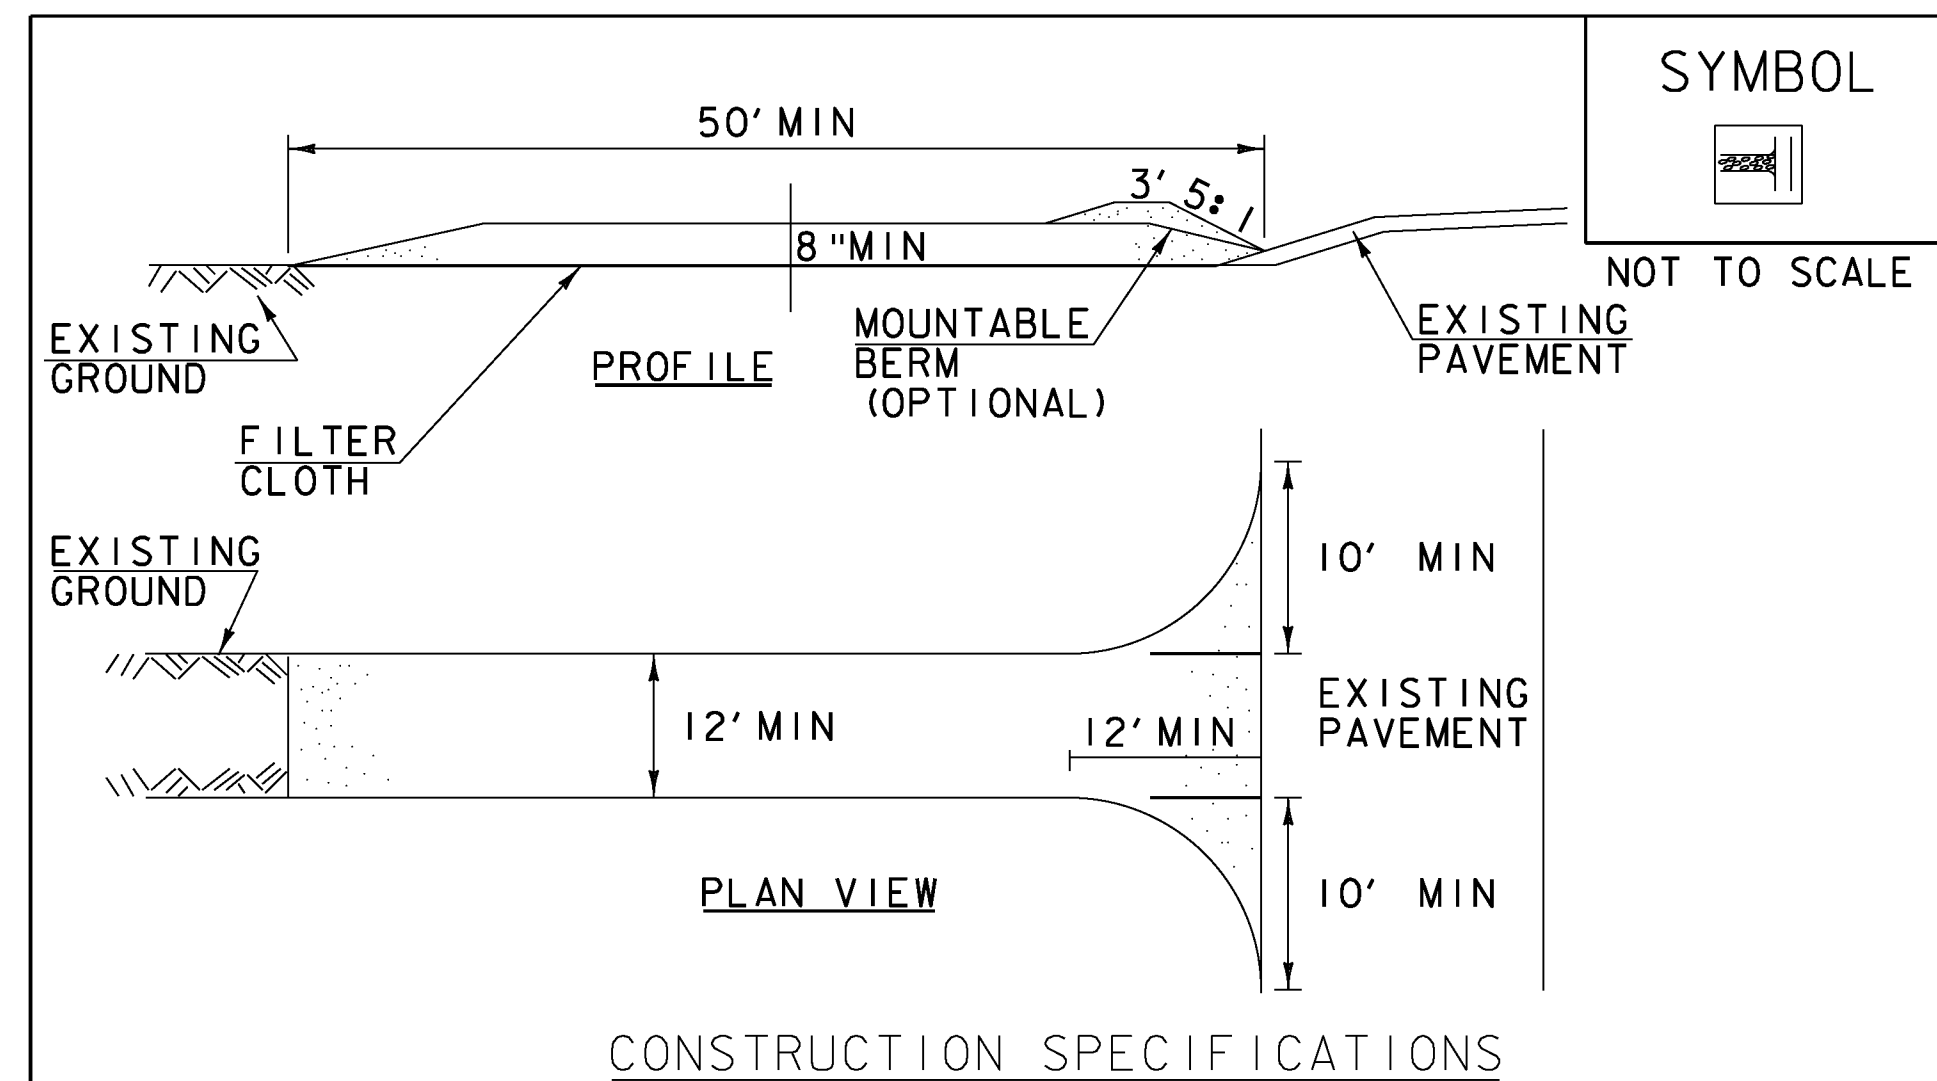 SYMBOL
50' MIN
3' 5:1
8" MIN
NOT TO SCALE
EXISTING
GROUND
PROFILE
MOUNTABLE
BERM
(OPTIONAL)
EXISTING
PAVEMENT
FILTER
CLOTH
EXISTING
GROUND
10' MIN
12' MIN
12' MIN
EXISTING
PAVEMENT
PLAN VIEW
10' MIN
CONSTRUCTION SPECIFICATIONS